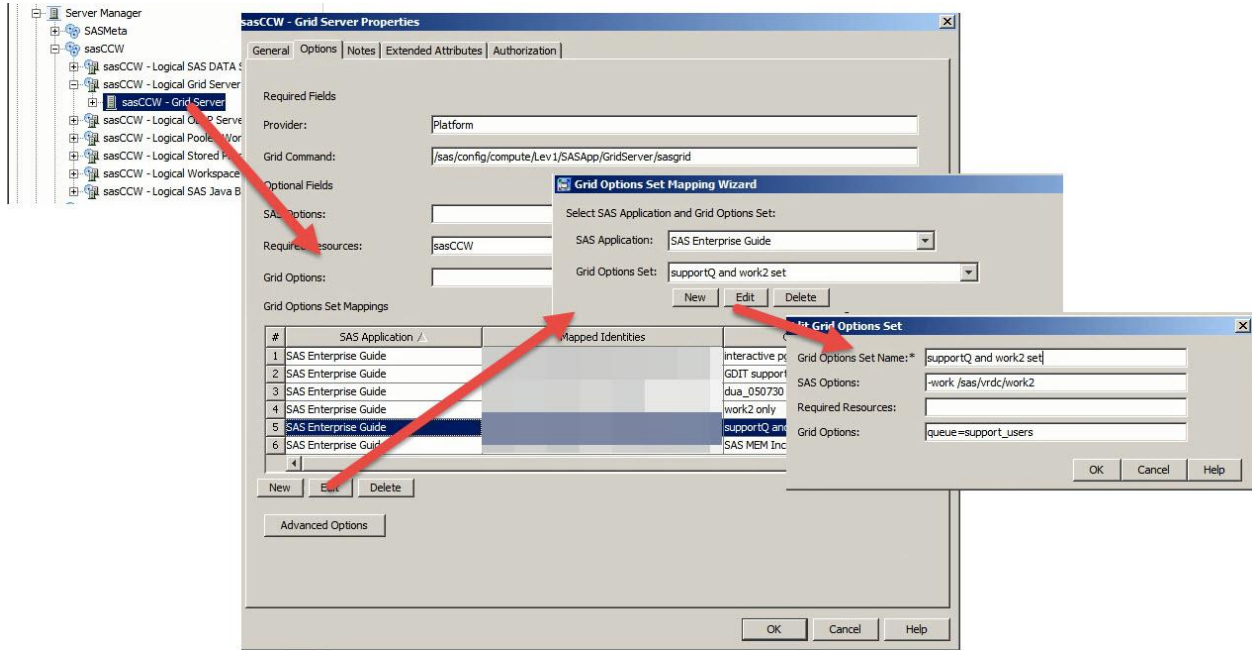 Server Manager
SASMeta
sasCCW
sasCCW - Logical SAS DATA
sasCCW - Logical Grid Server
sasCCW - Grid Server
sasCCW - Logical Serve
sasCCW - Logical
sasCCW - Logical Stored
sasCCW - Logical Workspace
sasCCW - Logical SAS Java B
sasCCW - Grid Server Properties
General Options Notes Extended Attributes Authorization
Required Fields
Provider: Platform
Grid Command: /sas/config/compute/Lev1/SASApp/GridServer/sasgrid
Optional Fields
SAS Options:
Required Resources: sasCCW
Grid Options:
Grid Options Set Mappings
# SAS Application Mapped Identities
1 SAS Enterprise Guide interactive
2 SAS Enterprise Guide GDIT support
3 SAS Enterprise Guide dua_050730
4 SAS Enterprise Guide work2 only
5 SAS Enterprise Guide supportQ and
6 SAS Enterprise Guide SAS MEM Inc
New Edit Delete
Advanced Options
OK Cancel Help
Grid Options Set Mapping Wizard
Select SAS Application and Grid Options Set:
SAS Application: SAS Enterprise Guide
Grid Options Set: supportQ and work2 set
New Edit Delete
Edit Grid Options Set
Grid Options Set Name:* supportQ and work2 set
SAS Options: -work /sas/vrdc/work2
Required Resources:
Grid Options: queue=support_users
OK Cancel Help